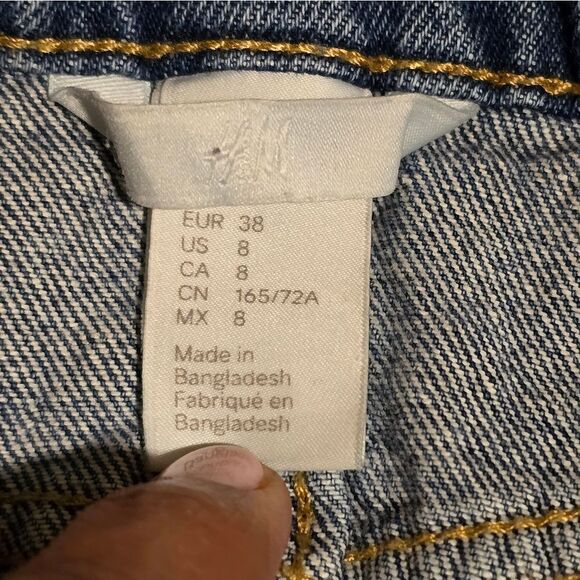 H&M
EUR 38
US 8
CA 8
CN 165/72A
MX 8
Made in
Bangladesh
Fabriqué en
Bangladesh